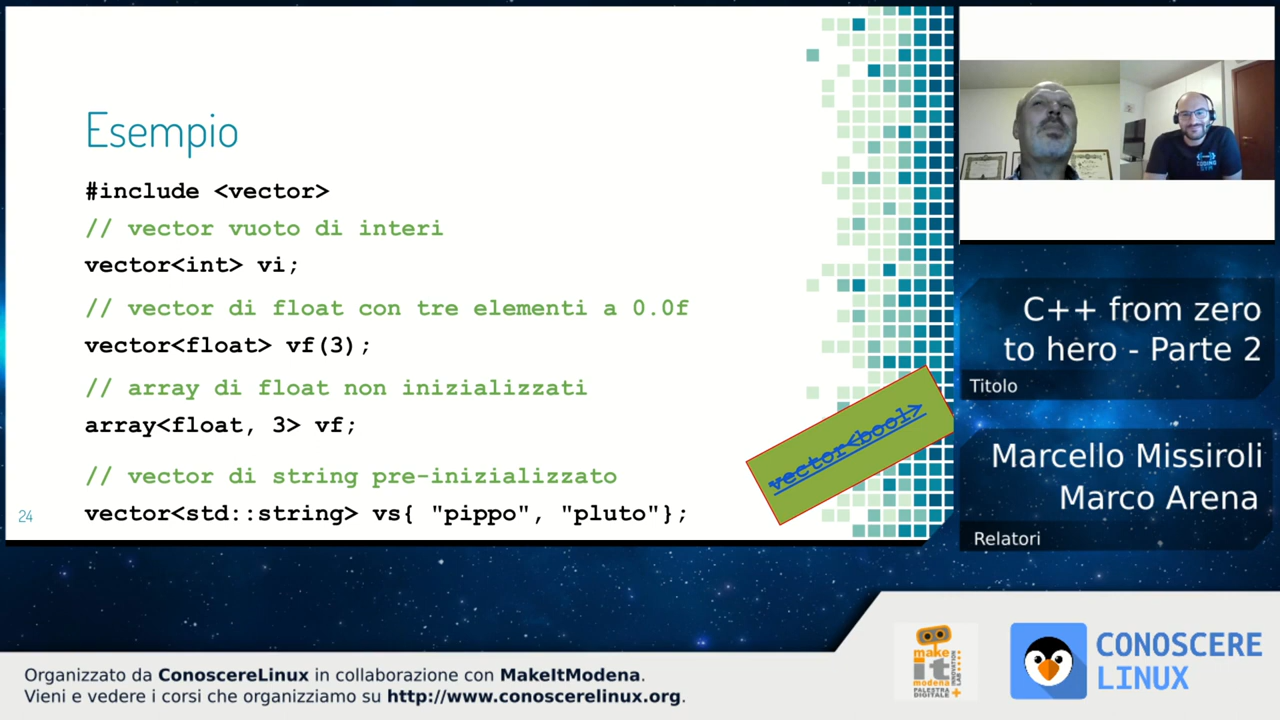 Esempio
#include <vector>
// vector vuoto di interi
vector<int> vi;
// vector di float con tre elementi a 0.0f
vector<float> vf(3);
// array di float non inizializzati
array<float, 3> vf;
// vector di string pre-inizializzato
vector<std::string> vs{ "pippo", "pluto"};
24
vector<bool>
CODING
GYM
C++ from zero
to hero - Parte 2
Titolo
Marcello Missiroli
Marco Arena
Relatori
Organizzato da ConoscereLinux in collaborazione con MakeItModena.
Vieni e vedere i corsi che organizziamo su http://www.conoscerelinux.org.
make
it
modena
PALESTRA
DIGITALE
INNOVATION
LAB
CONOSCERE
LINUX